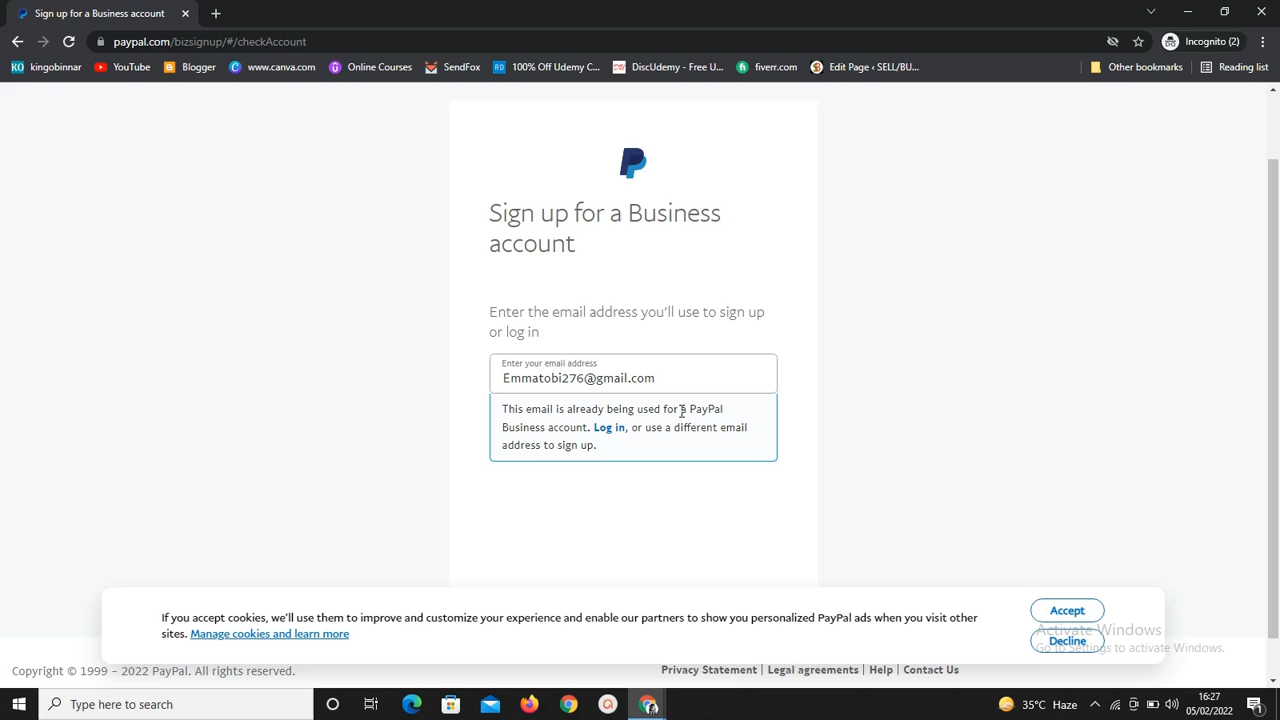 Sign up for a Business account
paypal.com/bizsignup/#/checkAccount
Incognito (2)
kingobinnar
YouTube
Blogger
www.canva.com
Online Courses
SendFox
100% Off Udemy C...
DiscUdemy - Free U...
fiverr.com
Edit Page ‹ SELL/BU...
Other bookmarks
Reading list
Sign up for a Business
account
Enter the email address you'll use to sign up
or log in
Enter your email address
Emmatobi276@gmail.com
This email is already being used for a PayPal
Business account. Log in, or use a different email
address to sign up.
If you accept cookies, we'll use them to improve and customize your experience and enable our partners to show you personalized PayPal ads when you visit other
sites. Manage cookies and learn more
Accept
Decline
Activate Windows
Go to Settings to activate Windows.
Copyright © 1999 - 2022 PayPal. All rights reserved.
Privacy Statement | Legal agreements | Help | Contact Us
Type here to search
35°C Haze
16:27
05/02/2022